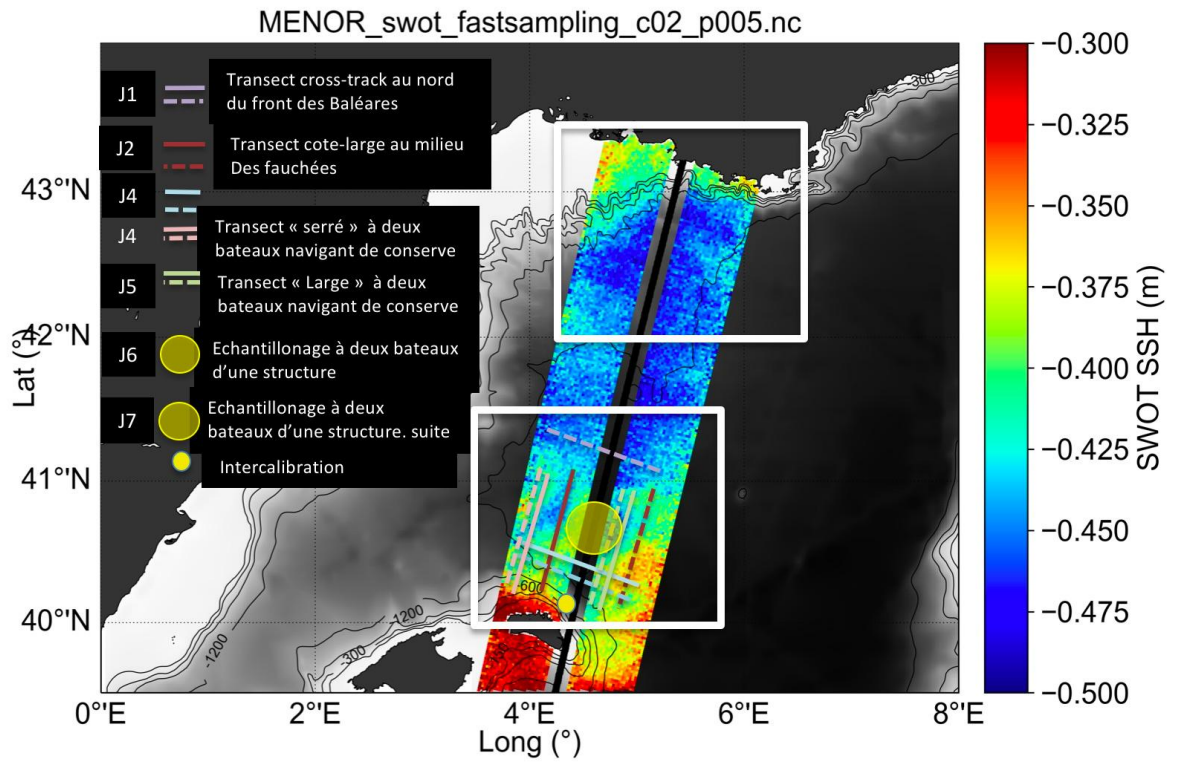 MENOR_swot_fastsampling_c02_p005.nc
J1
Transect cross-track au nord
du front des Baléares
J2
Transect cote-large au milieu
Des fauchées
J4
J4
Transect « serré » à deux
bateaux navigant de conserve
J5
Transect « Large » à deux
bateaux navigant de conserve
J6
Echantillonage à deux bateaux
d'une structure
J7
Echantillonage à deux
bateaux d'une structure. suite
Intercalibration
300
-600
-1200
-1200
-300
43°'N
42°'N
41°'N
40°'N
Lat (°)
0°'E
2°'E
4°'E
6°'E
8°'E
Long (°)
−0.300
−0.325
−0.350
−0.375
−0.400
−0.425
−0.450
−0.475
−0.500
SWOT SSH (m)